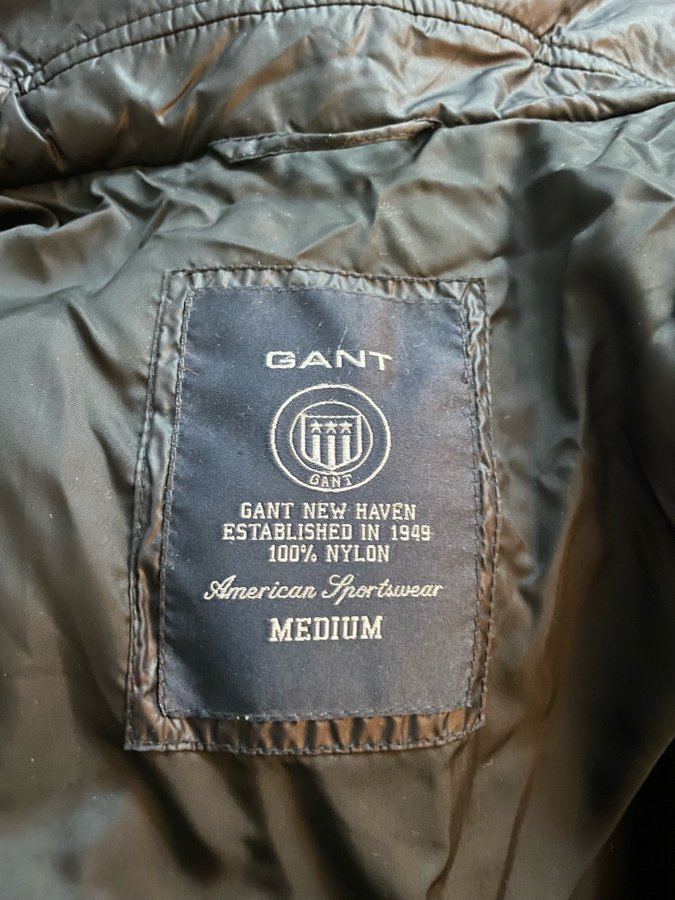 GANT
GANT
GANT NEW HAVEN
ESTABLISHED IN 1949
100% NYLON
American Sportswear
MEDIUM